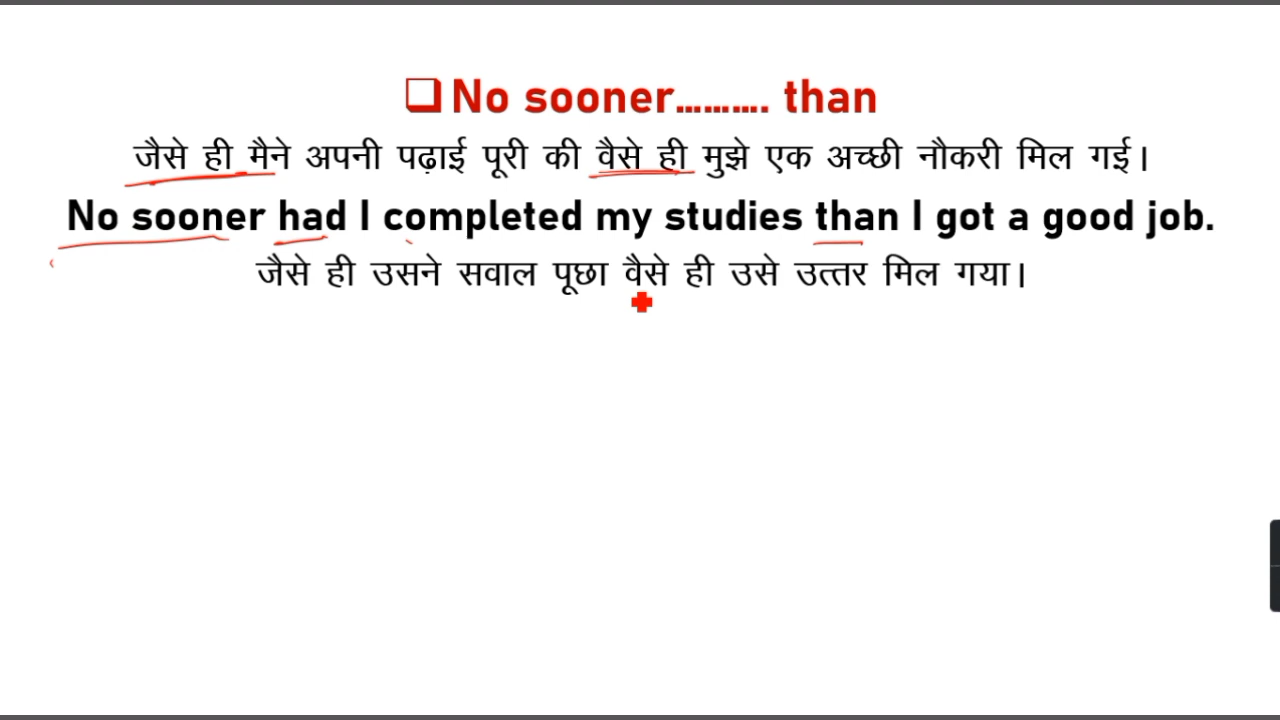 ❑ No sooner.......... than
जैसे ही मैने अपनी पढ़ाई पूरी की वैसे ही मुझे एक अच्छी नौकरी मिल गई।
No sooner had I completed my studies than I got a good job.
जैसे ही उसने सवाल पूछा वैसे ही उसे उत्तर मिल गया।